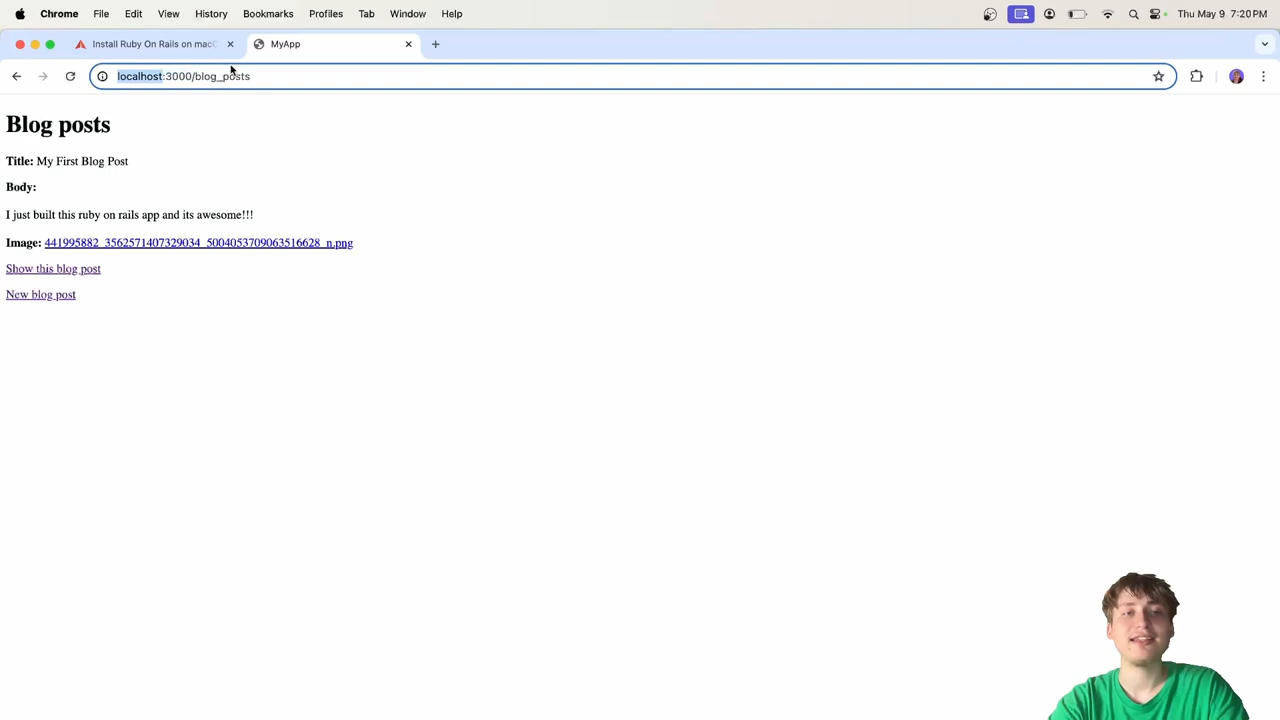 Chrome File Edit View History Bookmarks Profiles Tab Window Help Thu May 9 7:20 PM
Install Ruby On Rails on mac MyApp
localhost:3000/blog_posts
Blog posts
Title: My First Blog Post
Body:
I just built this ruby on rails app and its awesome!!!
Image: 441995882_3562571407329034_5004053709063516628_n.png
Show this blog post
New blog post